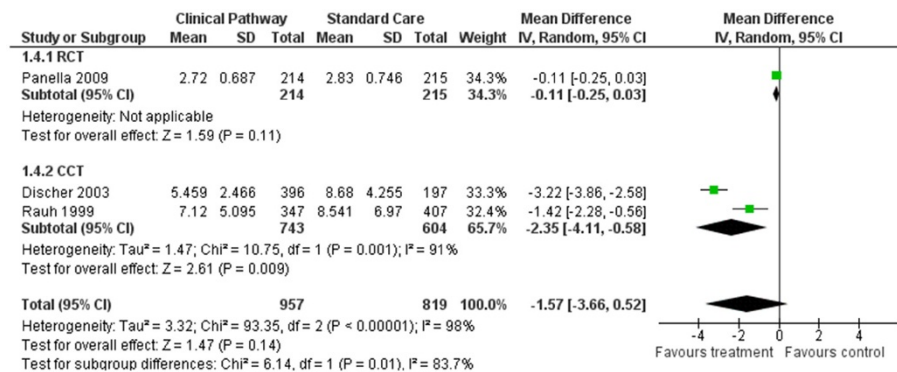 Clinical Pathway Standard Care Mean Difference Mean Difference
Study or Subgroup Mean SD Total Mean SD Total Weight IV, Random, 95% CI IV, Random, 95% CI
1.4.1 RCT
Panella 2009 2.72 0.687 214 2.83 0.746 215 34.3% -0.11 [-0.25, 0.03]
Subtotal (95% CI) 214 215 34.3% -0.11 [-0.25, 0.03]
Heterogeneity: Not applicable
Test for overall effect: Z = 1.59 (P = 0.11)
1.4.2 CCT
Discher 2003 5.459 2.466 396 8.68 4.255 197 33.3% -3.22 [-3.86, -2.58]
Rauh 1999 7.12 5.095 347 8.541 6.97 407 32.4% -1.42 [-2.28, -0.56]
Subtotal (95% CI) 743 604 65.7% -2.35 [-4.11, -0.58]
Heterogeneity: Tau² = 1.47; Chi² = 10.75, df = 1 (P = 0.001); I² = 91%
Test for overall effect: Z = 2.61 (P = 0.009)
Total (95% CI) 957 819 100.0% -1.57 [-3.66, 0.52]
Heterogeneity: Tau² = 3.32; Chi² = 93.35, df = 2 (P < 0.00001); I² = 98%
Test for overall effect: Z = 1.47 (P = 0.14)
Test for subgroup differences: Chi² = 6.14, df = 1 (P = 0.01), I² = 83.7%
-4 -2 0 2 4
Favours treatment Favours control